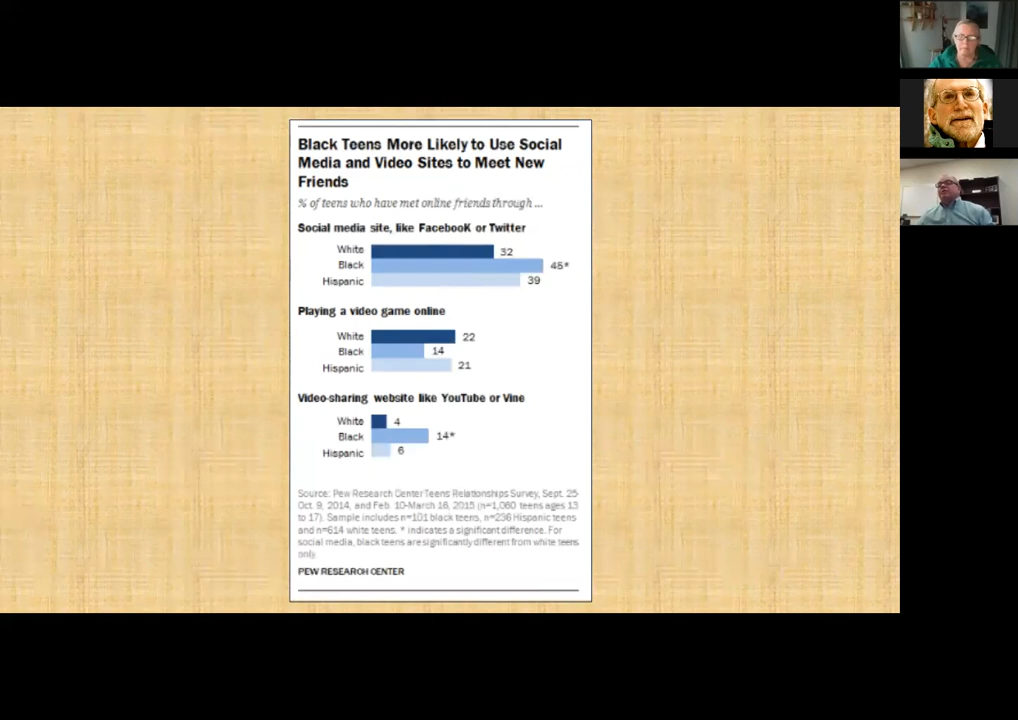 Black Teens More Likely to Use Social
Media and Video Sites to Meet New
Friends
% of teens who have met online friends through ...
Social media site, like Facebook or Twitter
White 32
Black 45*
Hispanic 39
Playing a video game online
White 22
Black 14
Hispanic 21
Video-sharing website like YouTube or Vine
White 4
Black 14*
Hispanic 6
Source: Pew Research Center Teens Relationships Survey, Sept. 25-
Oct. 9, 2014, and Feb. 10-March 16, 2015 (n=1,060 teens ages 13
to 17). Sample includes n=101 black teens, n=236 Hispanic teens
and n=614 white teens. * indicates a significant difference. For
social media, black teens are significantly different from white teens
only.
PEW RESEARCH CENTER